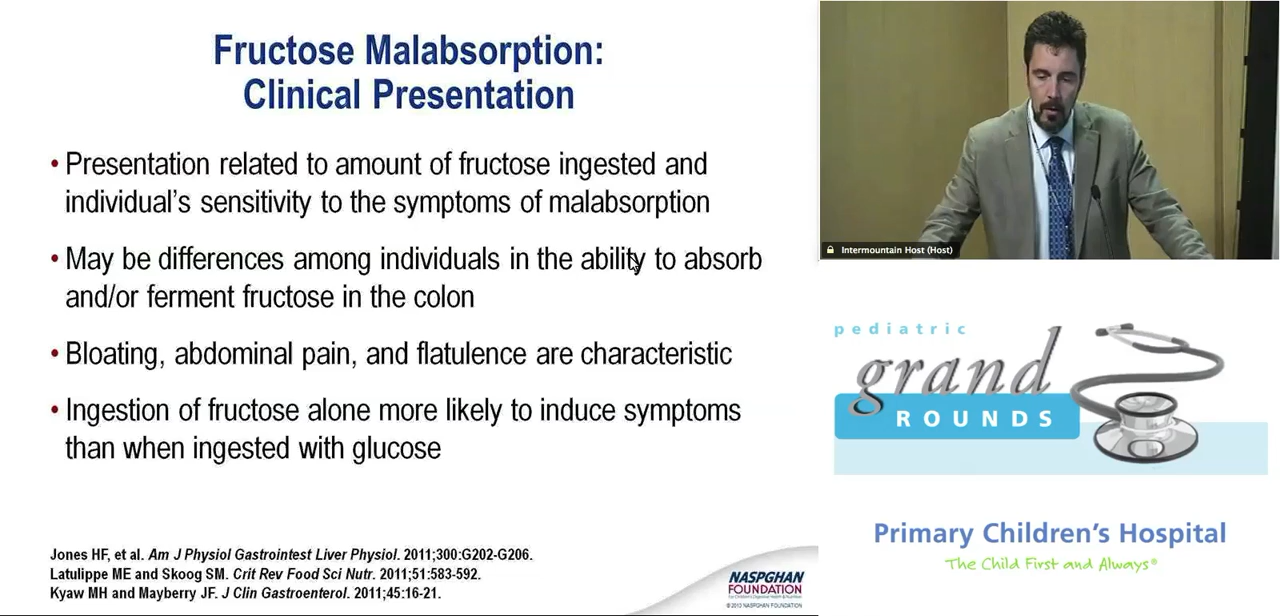 Fructose Malabsorption:
Clinical Presentation
• Presentation related to amount of fructose ingested and
individual's sensitivity to the symptoms of malabsorption
• May be differences among individuals in the ability to absorb
and/or ferment fructose in the colon
• Bloating, abdominal pain, and flatulence are characteristic
• Ingestion of fructose alone more likely to induce symptoms
than when ingested with glucose
Jones HF, et al. Am J Physiol Gastrointest Liver Physiol. 2011;300:G202-G206.
Latulippe ME and Skoog SM. Crit Rev Food Sci Nutr. 2011;51:583-592.
Kyaw MH and Mayberry JF. J Clin Gastroenterol. 2011;45:16-21.
NASPGHAN
FOUNDATION
© 2013 NASPGHAN FOUNDATION
Intermountain Host (Host)
pediatric
grand
ROUNDS
Primary Children's Hospital
The Child First and Always®